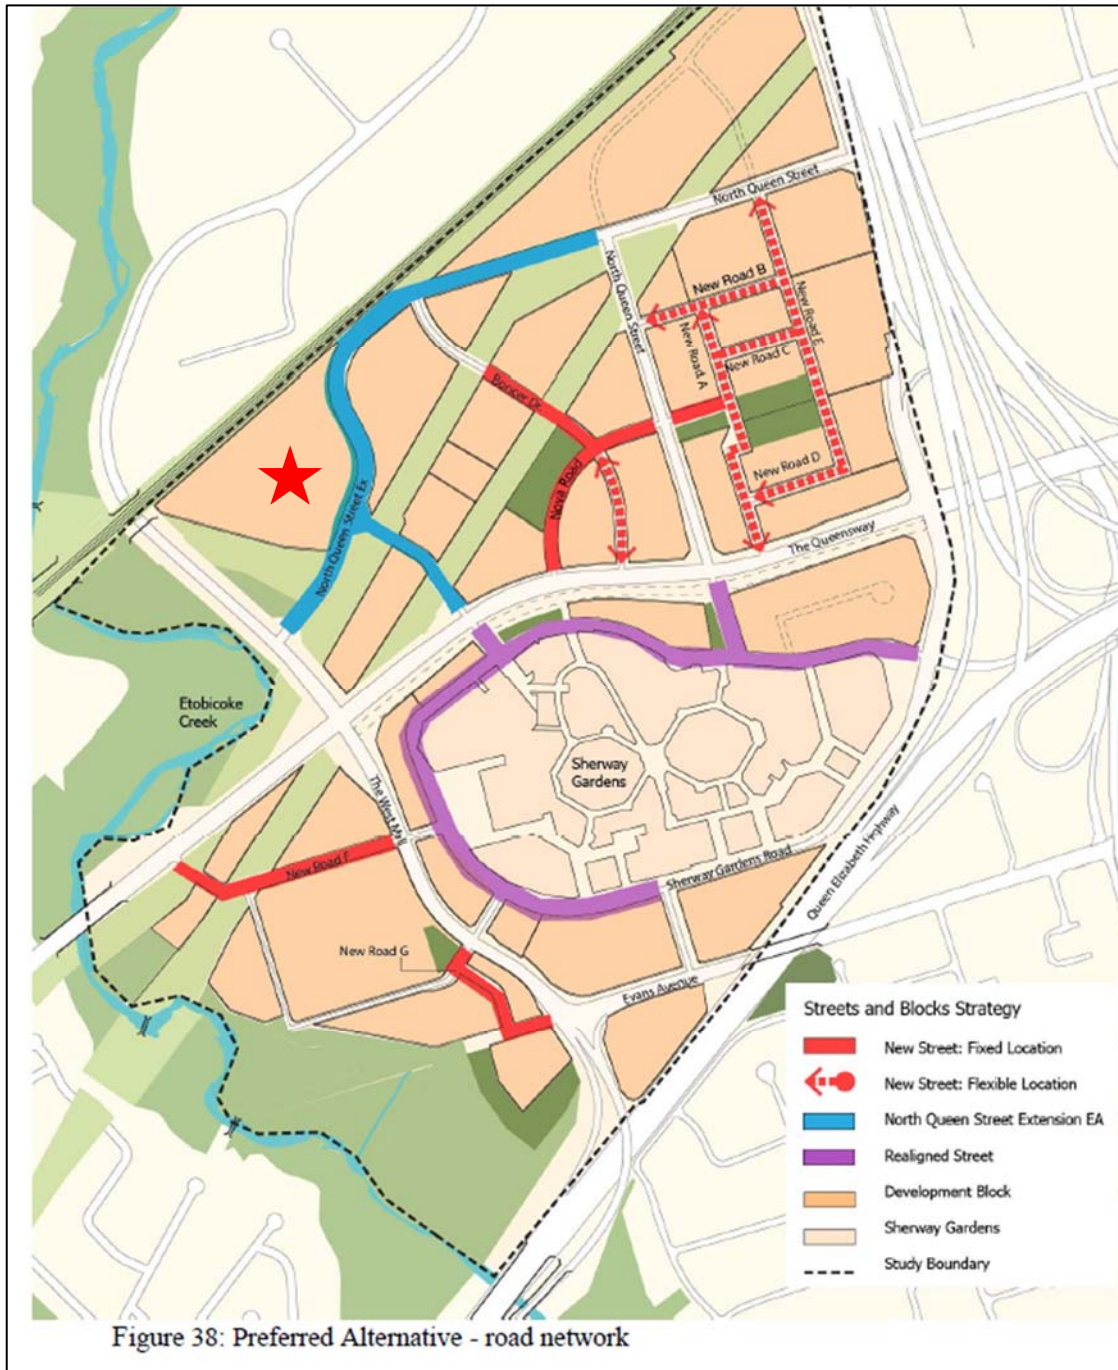 North Queen Street
North Queen Street
New Road B
New Road E
New Road A
New Road C
Boncer Dr.
Nova Road
New Road D
The Queensway
North Queen Street Ex
Etobicoke
Creek
Sherway
Gardens
The West Mall
New Road F
Sherway Gardens Road
Queen Elizabeth Highway
New Road G
Evans Avenue
Streets and Blocks Strategy
New Street: Fixed Location
New Street: Flexible Location
North Queen Street Extension EA
Realigned Street
Development Block
Sherway Gardens
Study Boundary
Figure 38: Preferred Alternative - road network